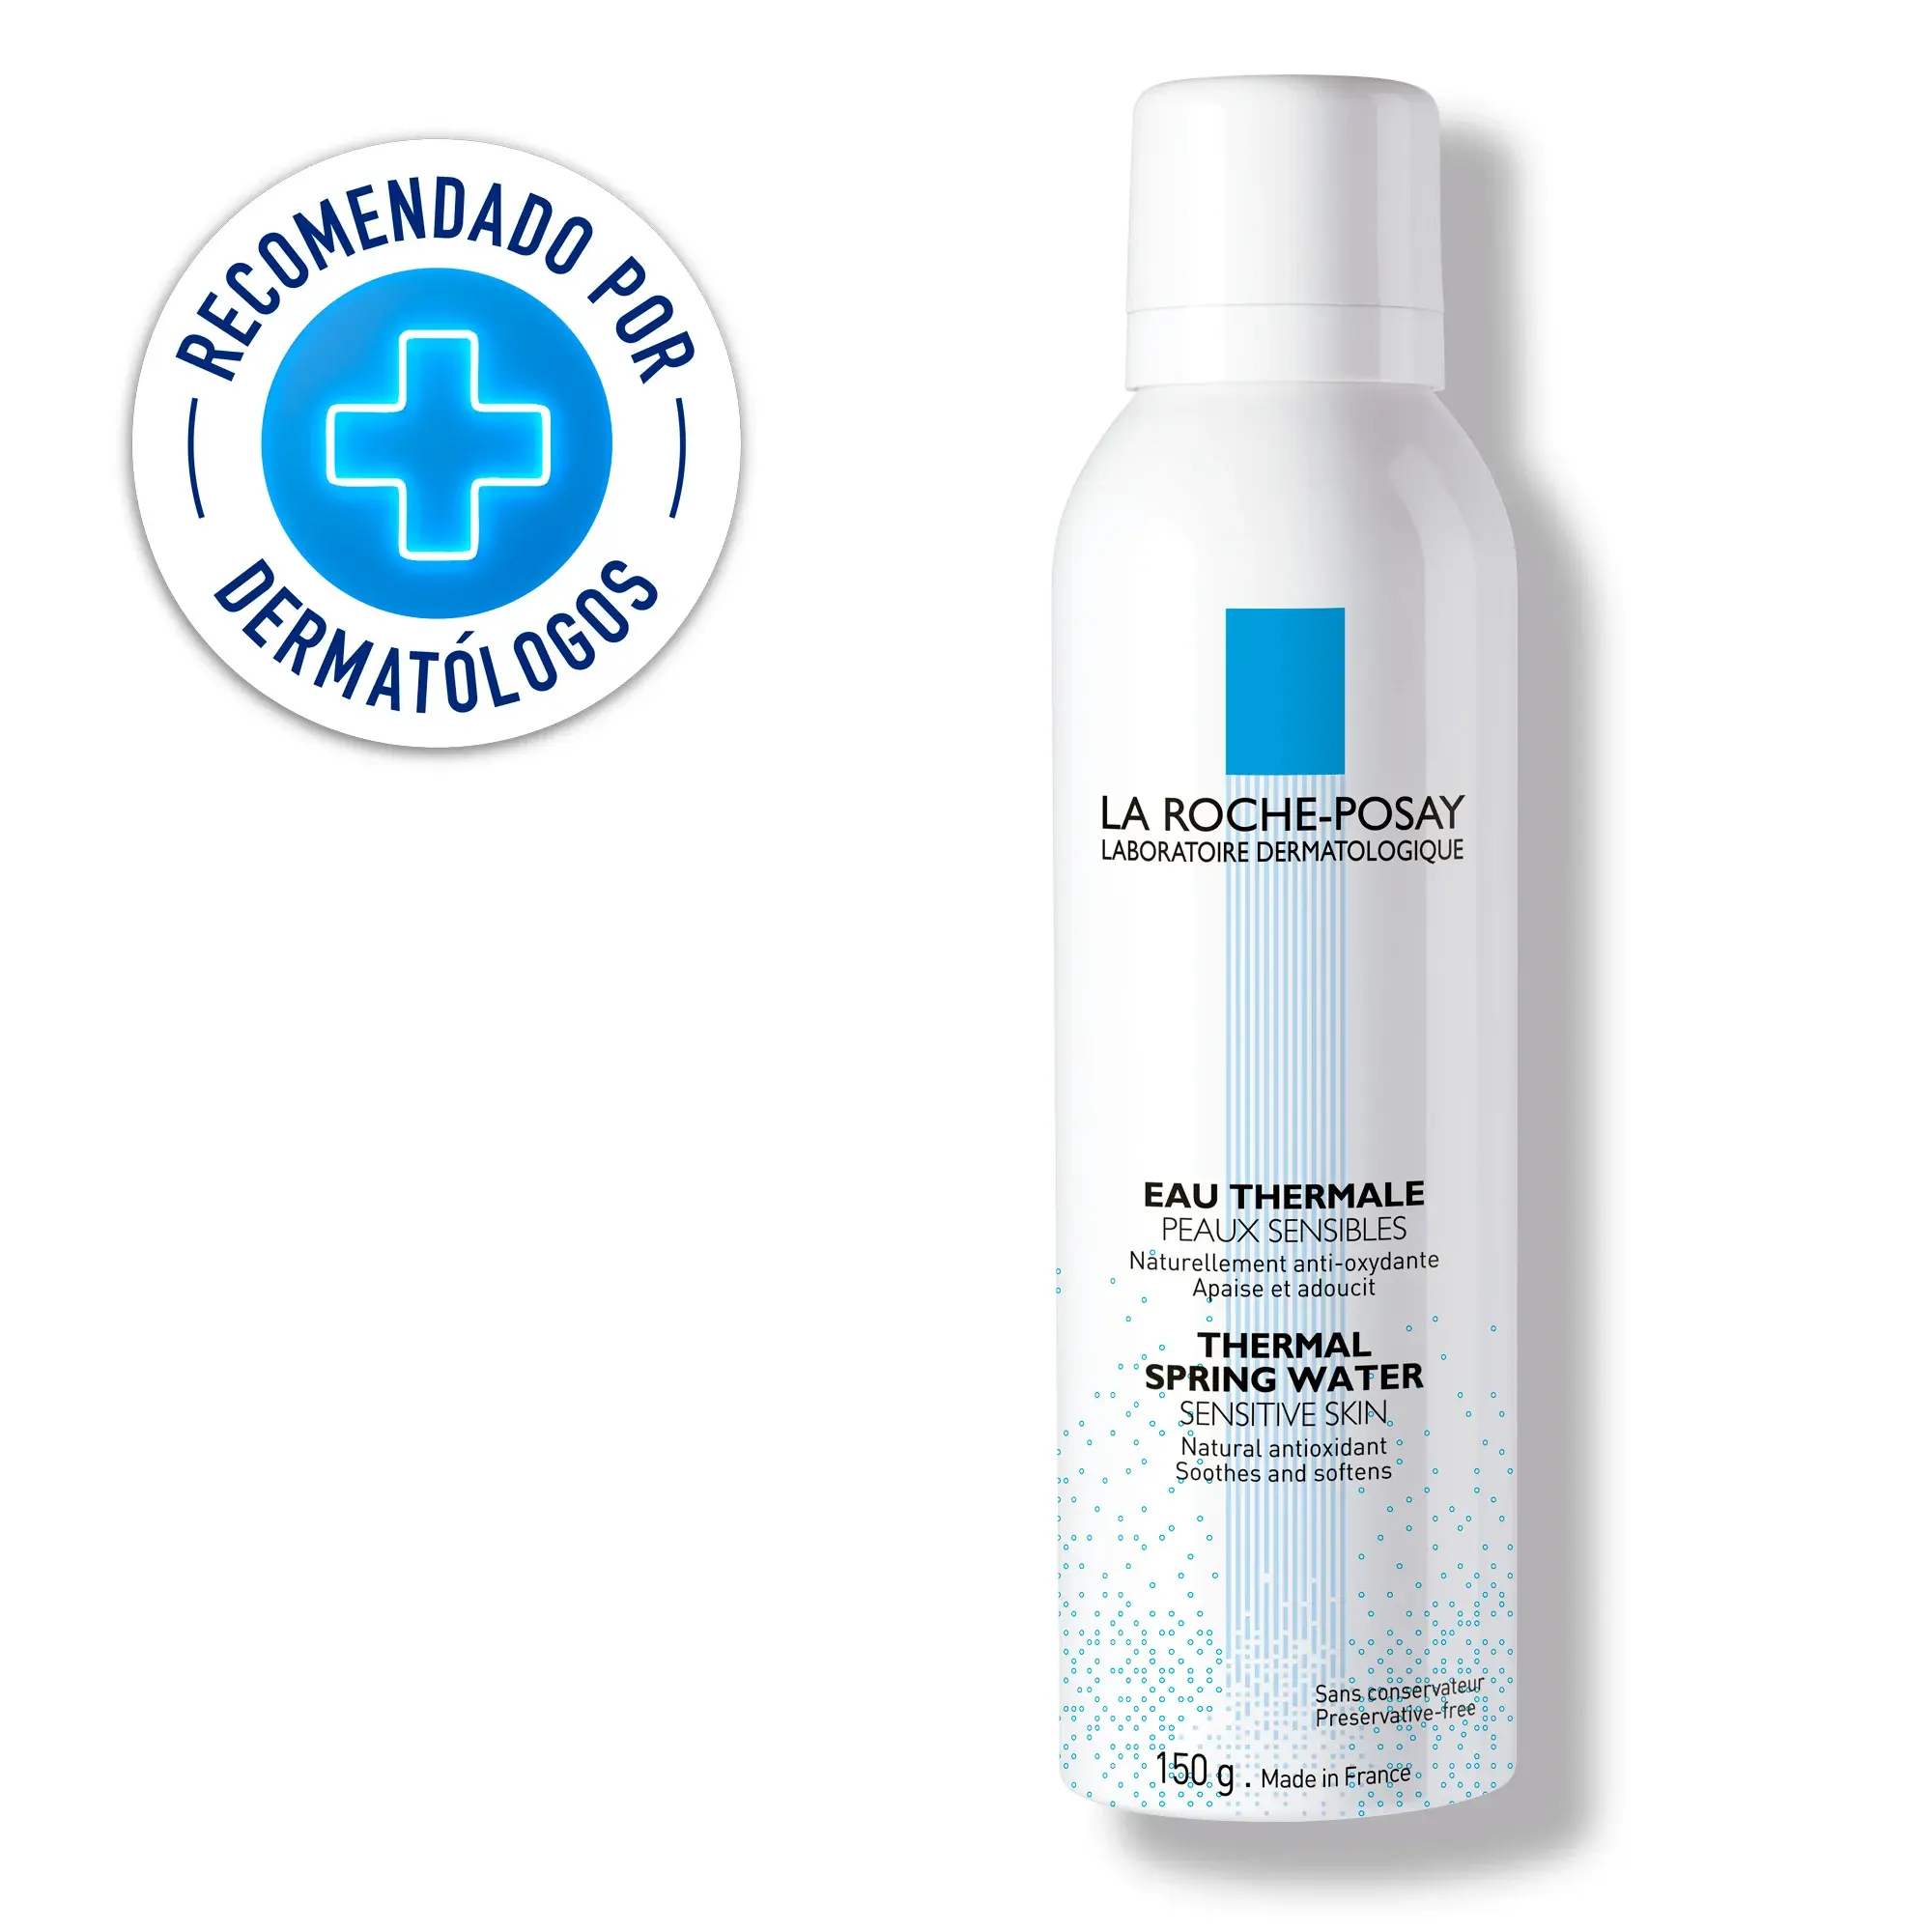 RECOMENDADO POR
DERMATÓLOGOS
LA ROCHE-POSAY
LABORATOIRE DERMATOLOGIQUE
EAU THERMALE
PEAUX SENSIBLES
Naturellement anti-oxydante
Apaise et adoucit
THERMAL
SPRING WATER
SENSITIVE SKIN
Natural antioxidant
Soothes and softens
Sans conservateur
Preservative-free
150 g . Made in France